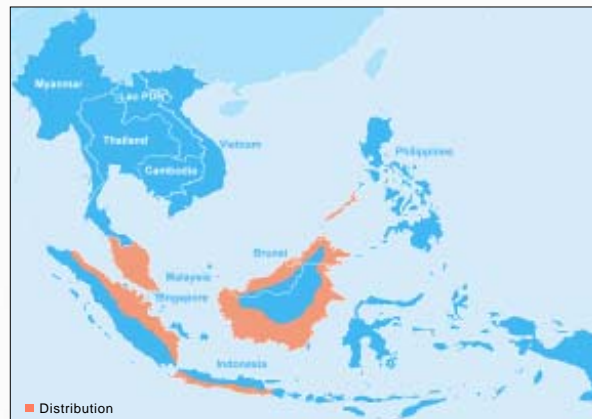 Myanmar
Lao PDR
Vietnam
Thailand
Cambodia
Philippines
Brunei
Malaysia
Singapore
Indonesia
Distribution